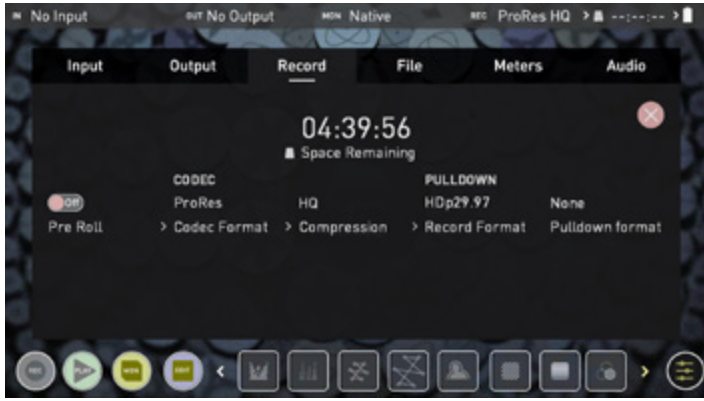 IN No Input OUT No Output MON Native REC ProRes HQ > --:--:-- >
Input Output Record File Meters Audio
04:39:56
Space Remaining
CODEC PULLDOWN
Off ProRes HQ HDp29.97 None
Pre Roll > Codec Format > Compression > Record Format Pulldown format
REC PLAY MON EDIT < >